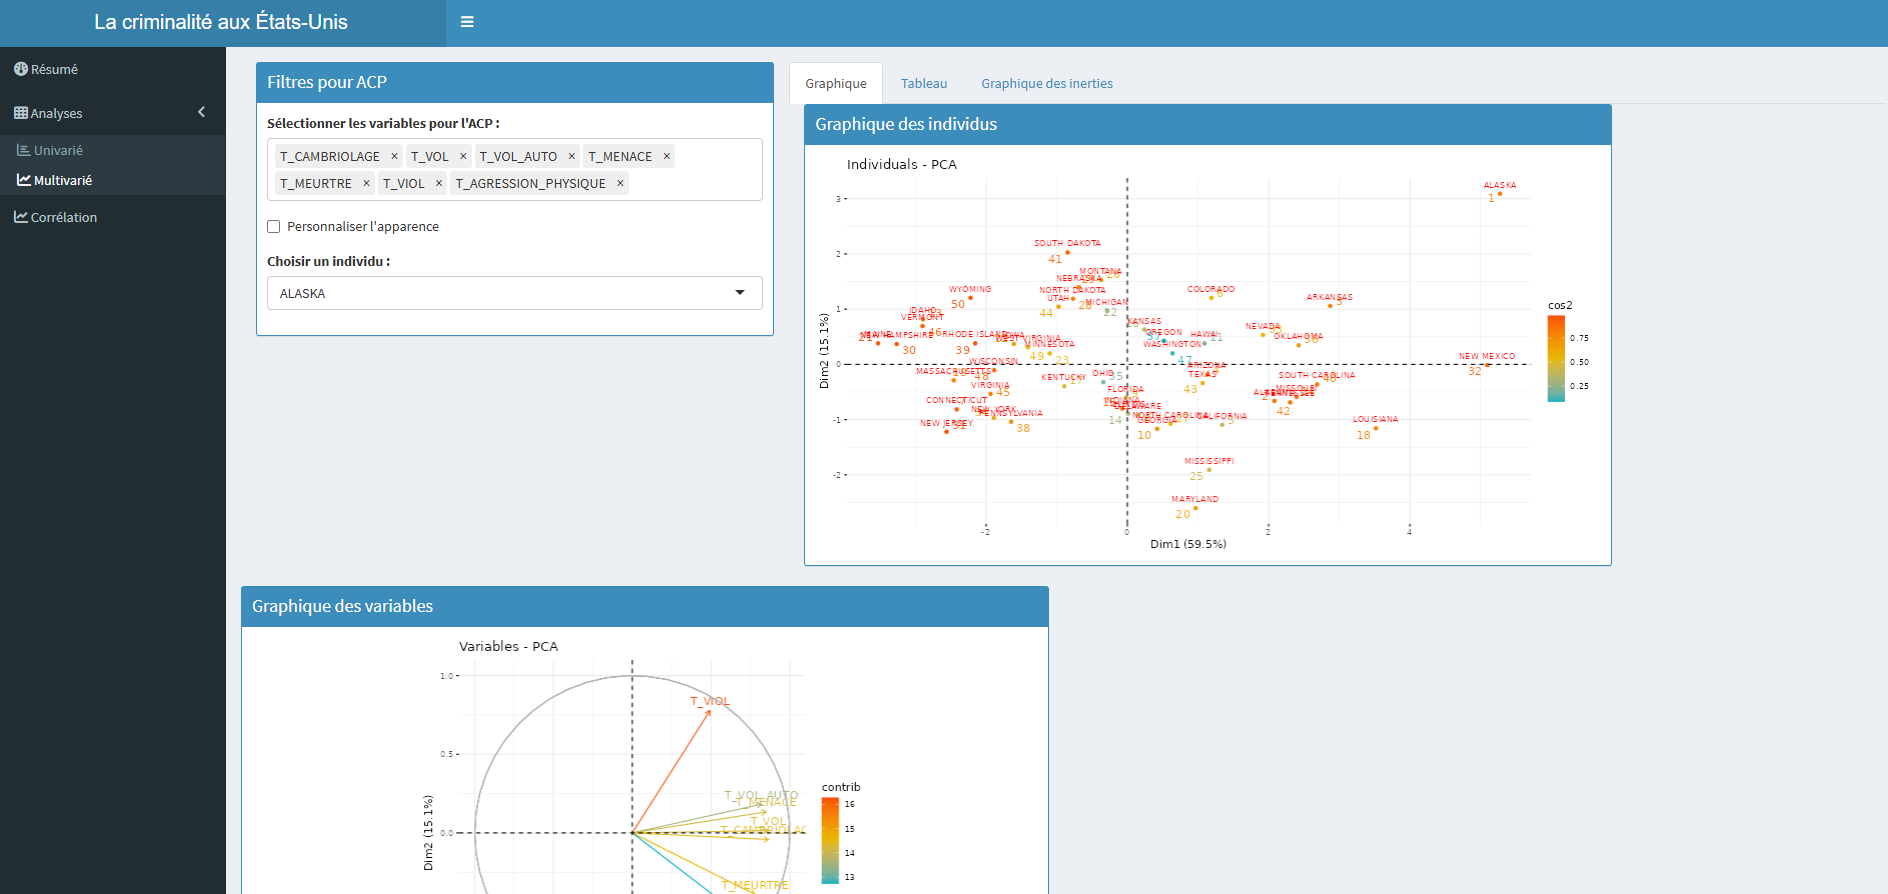 La criminalité aux États-Unis
Résumé
Analyses
Univarié
Multivarié
Corrélation
Filtres pour ACP
Sélectionner les variables pour l'ACP :
T_CAMBRIOLAGE × T_VOL × T_VOL_AUTO × T_MENACE ×
T_MEURTRE × T_VIOL × T_AGRESSION_PHYSIQUE ×
Personnaliser l'apparence
Choisir un individu :
ALASKA
Graphique Tableau Graphique des inerties
Graphique des individus
Individuals - PCA
ALASKA
1
3
SOUTH DAKOTA
41
2
MONTANA
NEBRASKA
WYOMING
50
NORTH DAKOTA
28
UTAH
44
MICHIGAN
22
COLORADO
6
ARKANSAS
3
1
IDAHO
VERMONT
46
KANSAS
OREGON
37
HAWAII
11
NEVADA
OKLAHOMA
36
NEW HAMPSHIRE
30
RHODE ISLAND
39
VIRGINIA
49
MINNESOTA
23
WASHINGTON
47
NEW MEXICO
32
0
WISCONSIN
48
MASSACHUSETTS
VIRGINIA
45
KENTUCKY
17
OHIO
35
ARIZONA
TEXAS
43
SOUTH CAROLINA
40
42
CONNECTICUT
NEW YORK
PENNSYLVANIA
38
NEW JERSEY
31
FLORIDA
DELAWARE
14
NORTH CAROLINA
27
GEORGIA
10
CALIFORNIA
5
LOUISIANA
18
-1
MISSISSIPPI
25
-2
MARYLAND
20
-2 0 2 4
Dim1 (59.5%)
Dim2 (15.1%)
cos2
0.75
0.50
0.25
Graphique des variables
Variables - PCA
1.0
T_VIOL
0.5
T_VOL_AUTO
T_MENACE
T_VOL
T_CAMBRIOLAG
0.0
T_MEURTRE
Dim2 (15.1%)
contrib
16
15
14
13